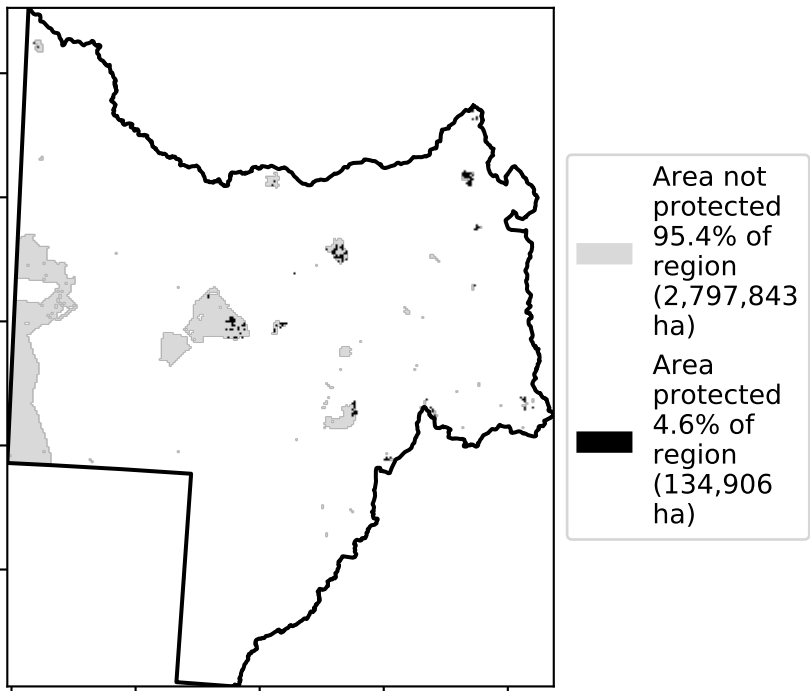 Area not
protected
95.4% of
region
(2,797,843
ha)
Area
protected
4.6% of
region
(134,906
ha)